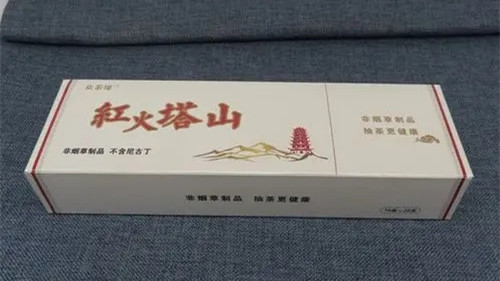 紅火塔山
非烟草制品 不含尼古丁
非烟草制品
抽茶更健康
非烟草制品 抽茶更健康